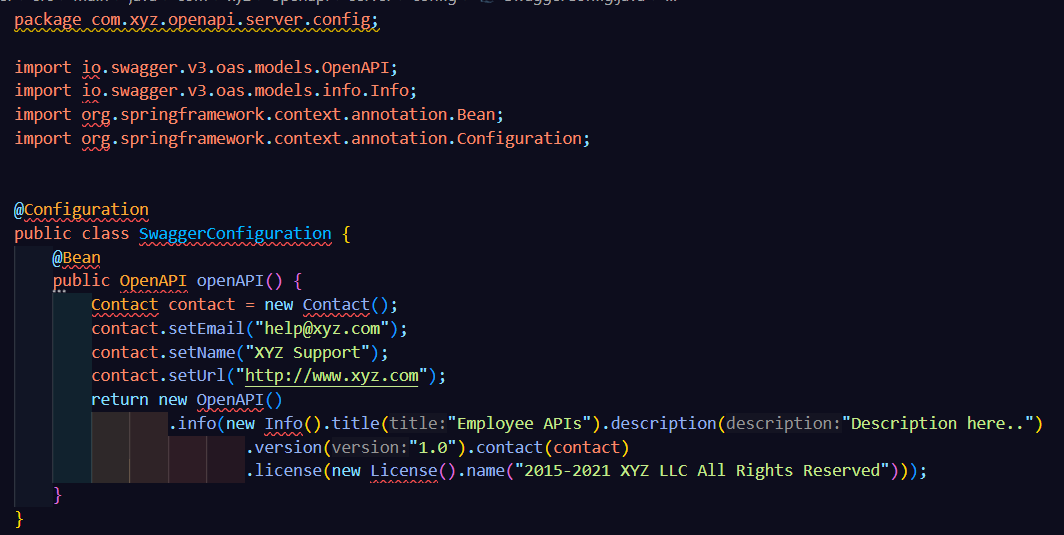 package com.xyz.openapi.server.config;
import io.swagger.v3.oas.models.OpenAPI;
import io.swagger.v3.oas.models.info.Info;
import org.springframework.context.annotation.Bean;
import org.springframework.context.annotation.Configuration;
@Configuration
public class SwaggerConfiguration {
@Bean
public OpenAPI openAPI() {
Contact contact = new Contact();
contact.setEmail("help@xyz.com");
contact.setName("XYZ Support");
contact.setUrl("http://www.xyz.com");
return new OpenAPI()
.info(new Info().title(title:"Employee APIs").description(description:"Description here..")
.version(version:"1.0").contact(contact)
.license(new License().name("2015-2021 XYZ LLC All Rights Reserved")));
}
}